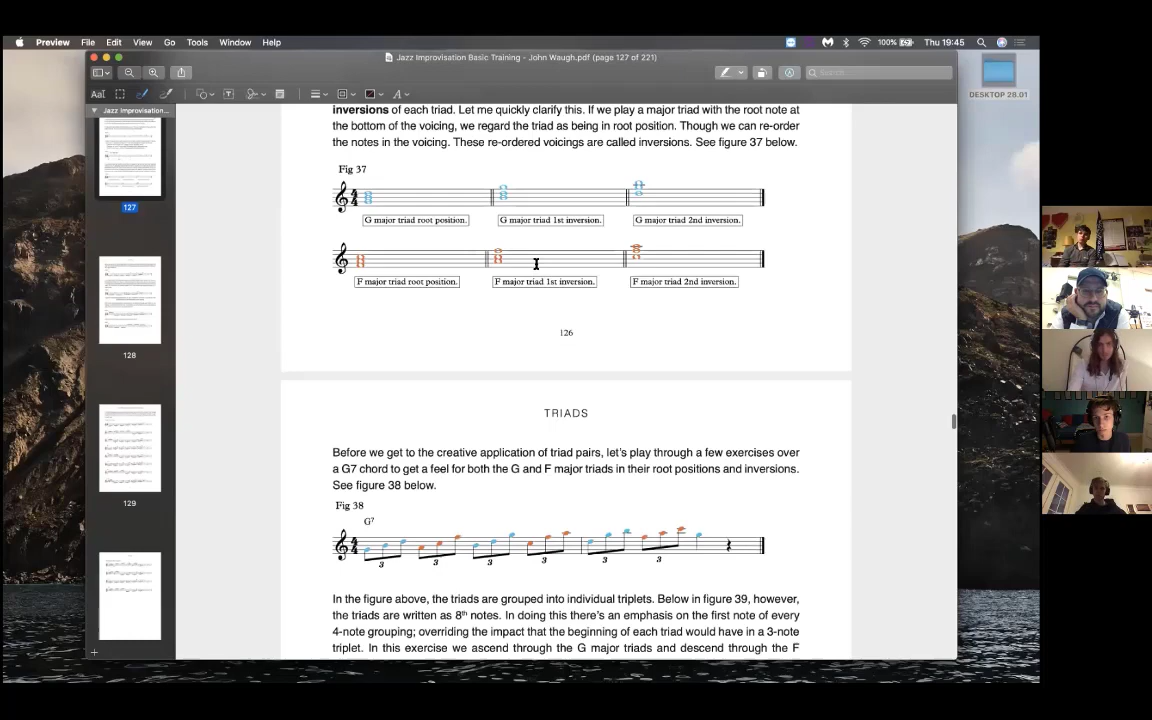 Preview File Edit View Go Tools Window Help
100% Thu 19:45
Jazz Improvisation Basic Training - John Waugh.pdf (page 127 of 221)
Search
DESKTOP 28.01
Jazz Improvisation...
127
128
129
inversions of each triad. Let me quickly clarify this. If we play a major triad with the root note at
the bottom of the voicing, we regard the triad as being in root position. Though we can re-order
the notes in the voicing. These re-ordered voicings are called inversions. See figure 37 below.
Fig 37
G major triad root position. G major triad 1st inversion. G major triad 2nd inversion.
F major triad root position. F major triad 1st inversion. F major triad 2nd inversion.
126
TRIADS
Before we get to the creative application of triad pairs, let's play through a few exercises over
a G7 chord to get a feel for both the G and F major triads in their root positions and inversions.
See figure 38 below.
Fig 38
G7
3 3 3 3 3 3
In the figure above, the triads are grouped into individual triplets. Below in figure 39, however,
the triads are written as 8th notes. In doing this there's an emphasis on the first note of every
4-note grouping; overriding the impact that the beginning of each triad would have in a 3-note
triplet. In this exercise we ascend through the G major triads and descend through the F